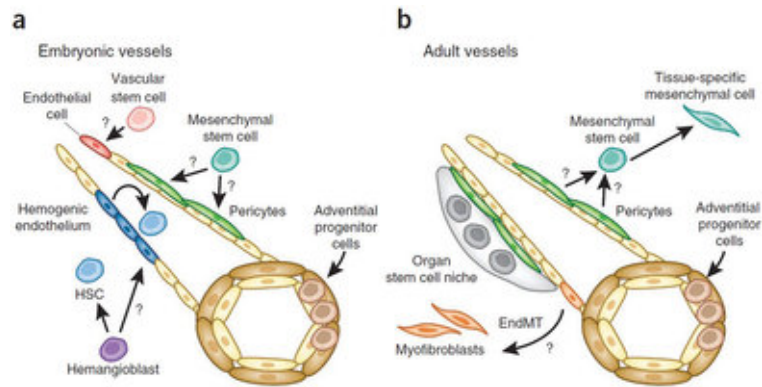 a
Embryonic vessels
Vascular
stem cell
Endothelial
cell
?
Mesenchymal
stem cell
?
?
Pericytes
Hemogenic
endothelium
Adventitial
progenitor
cells
HSC
?
Hemangioblast
b
Adult vessels
Tissue-specific
mesenchymal cell
Mesenchymal
stem cell
?
?
Pericytes
Adventitial
progenitor
cells
Organ
stem cell niche
EndMT
?
Myofibroblasts